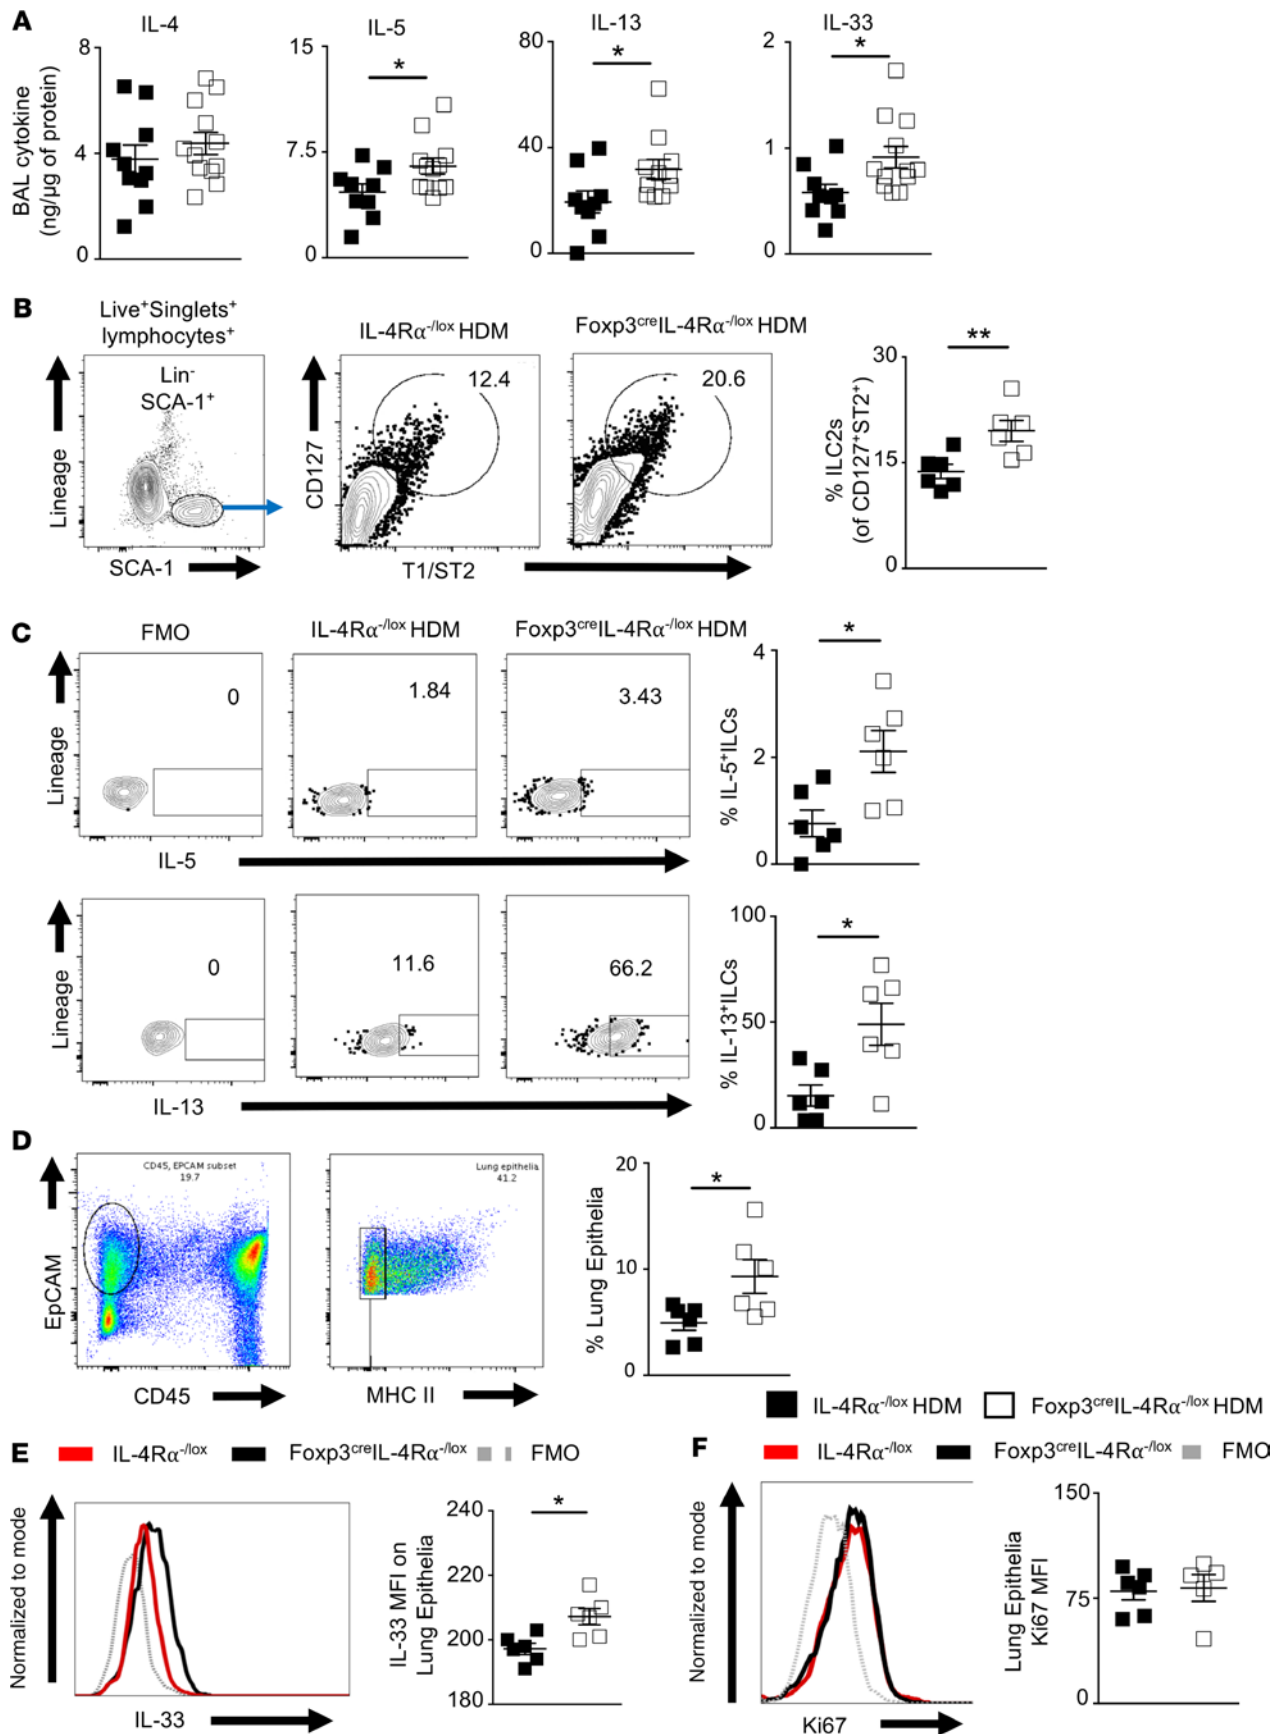 A
IL-4
IL-5
IL-13
IL-33
BAL cytokine
(ng/µg of protein)
8
4
0
15
7.5
0
*
80
40
0
*
2
1
0
*
B
Live⁺Singlets⁺
lymphocytes⁺
Lin⁻
SCA-1⁺
Lineage
SCA-1
IL-4Rα⁻/lox HDM
12.4
CD127
T1/ST2
Foxp3creIL-4Rα⁻/lox HDM
20.6
% ILC2s
(of CD127⁺ST2⁺)
30
15
0
**
C
FMO
IL-4Rα⁻/lox HDM
Foxp3creIL-4Rα⁻/lox HDM
0
1.84
3.43
Lineage
IL-5
% IL-5⁺ILCs
4
2
0
*
0
11.6
66.2
Lineage
IL-13
% IL-13⁺ILCs
100
50
0
*
D
CD45, EPCAM subset
19.7
EpCAM
CD45
Lung epithelia
41.2
MHC II
% Lung Epithelia
20
10
0
*
IL-4Rα⁻/lox HDM
Foxp3creIL-4Rα⁻/lox HDM
E
IL-4Rα⁻/lox
Foxp3creIL-4Rα⁻/lox
FMO
Normalized to mode
IL-33
IL-33 MFI on
Lung Epithelia
240
220
200
180
*
F
IL-4Rα⁻/lox
Foxp3creIL-4Rα⁻/lox
FMO
Normalized to mode
Ki67
Lung Epithelia
Ki67 MFI
150
75
0